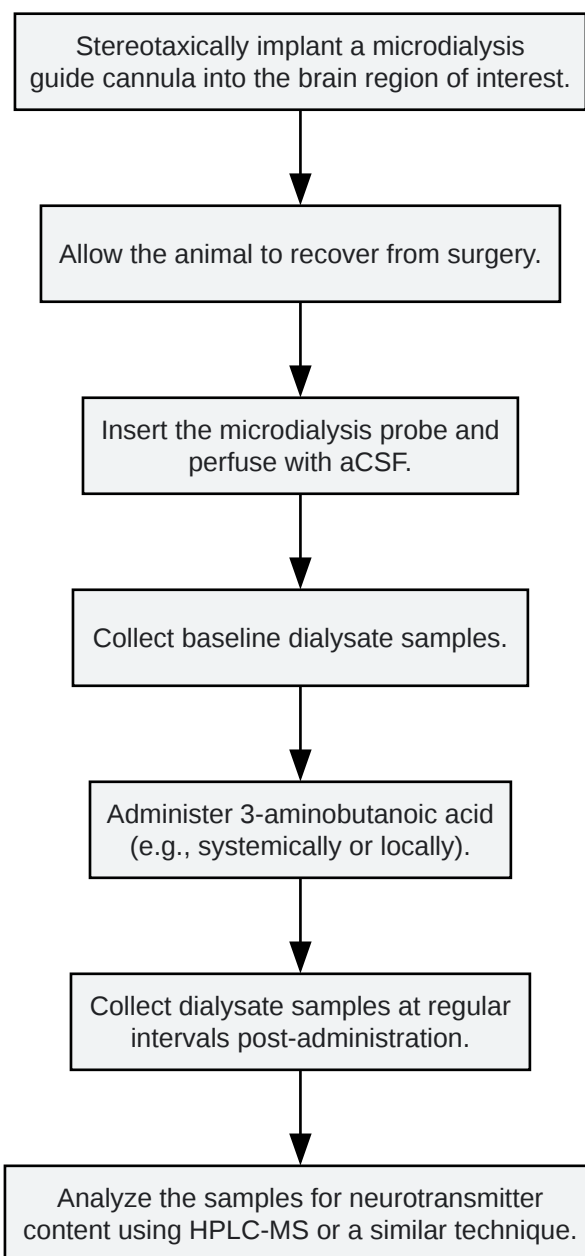 Stereotaxically implant a microdialysis
guide cannula into the brain region of interest.
Allow the animal to recover from surgery.
Insert the microdialysis probe and
perfuse with aCSF.
Collect baseline dialysate samples.
Administer 3-aminobutanoic acid
(e.g., systemically or locally).
Collect dialysate samples at regular
intervals post-administration.
Analyze the samples for neurotransmitter
content using HPLC-MS or a similar technique.